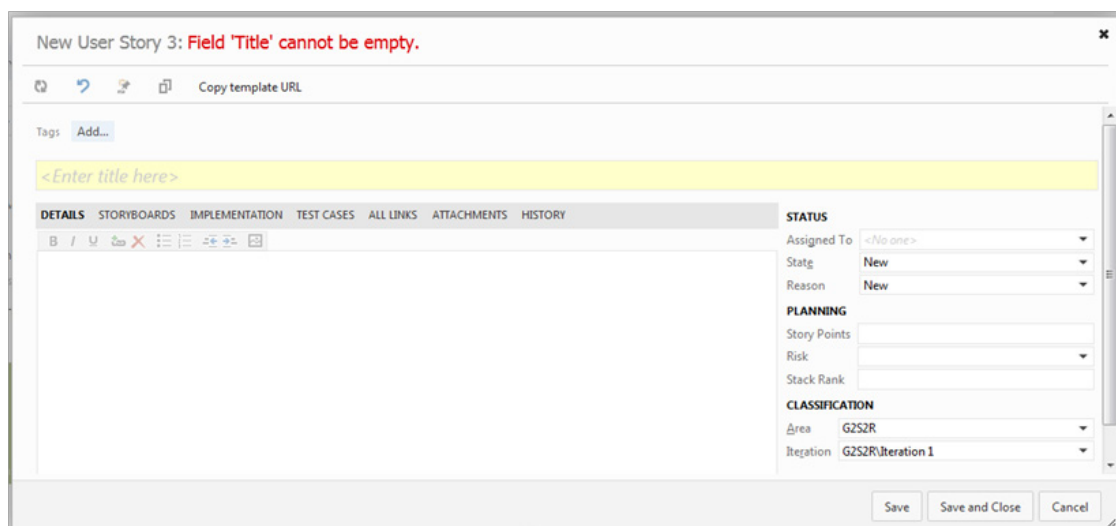 New User Story 3: Field 'Title' cannot be empty.
Copy template URL
Tags Add...
<Enter title here>
DETAILS STORYBOARDS IMPLEMENTATION TEST CASES ALL LINKS ATTACHMENTS HISTORY
B I U
STATUS
Assigned To <No one>
State New
Reason New
PLANNING
Story Points
Risk
Stack Rank
CLASSIFICATION
Area G2S2R
Iteration G2S2R\Iteration 1
Save Save and Close Cancel